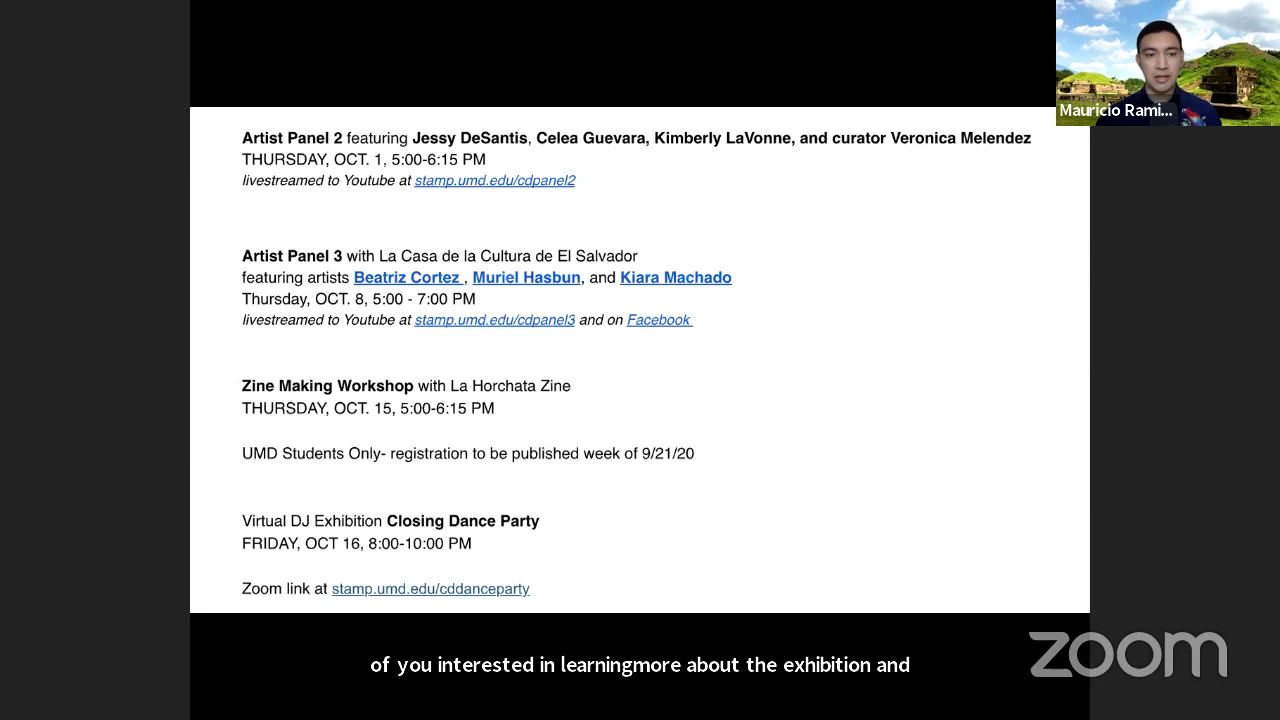 Mauricio Rami...
Artist Panel 2 featuring Jessy DeSantis, Celea Guevara, Kimberly LaVonne, and curator Veronica Melendez
THURSDAY, OCT. 1, 5:00-6:15 PM
livestreamed to Youtube at stamp.umd.edu/cdpanel2
Artist Panel 3 with La Casa de la Cultura de El Salvador
featuring artists Beatriz Cortez , Muriel Hasbun, and Kiara Machado
Thursday, OCT. 8, 5:00 - 7:00 PM
livestreamed to Youtube at stamp.umd.edu/cdpanel3 and on Facebook
Zine Making Workshop with La Horchata Zine
THURSDAY, OCT. 15, 5:00-6:15 PM
UMD Students Only- registration to be published week of 9/21/20
Virtual DJ Exhibition Closing Dance Party
FRIDAY, OCT 16, 8:00-10:00 PM
Zoom link at stamp.umd.edu/cddanceparty
of you interested in learningmore about the exhibition and
zoom